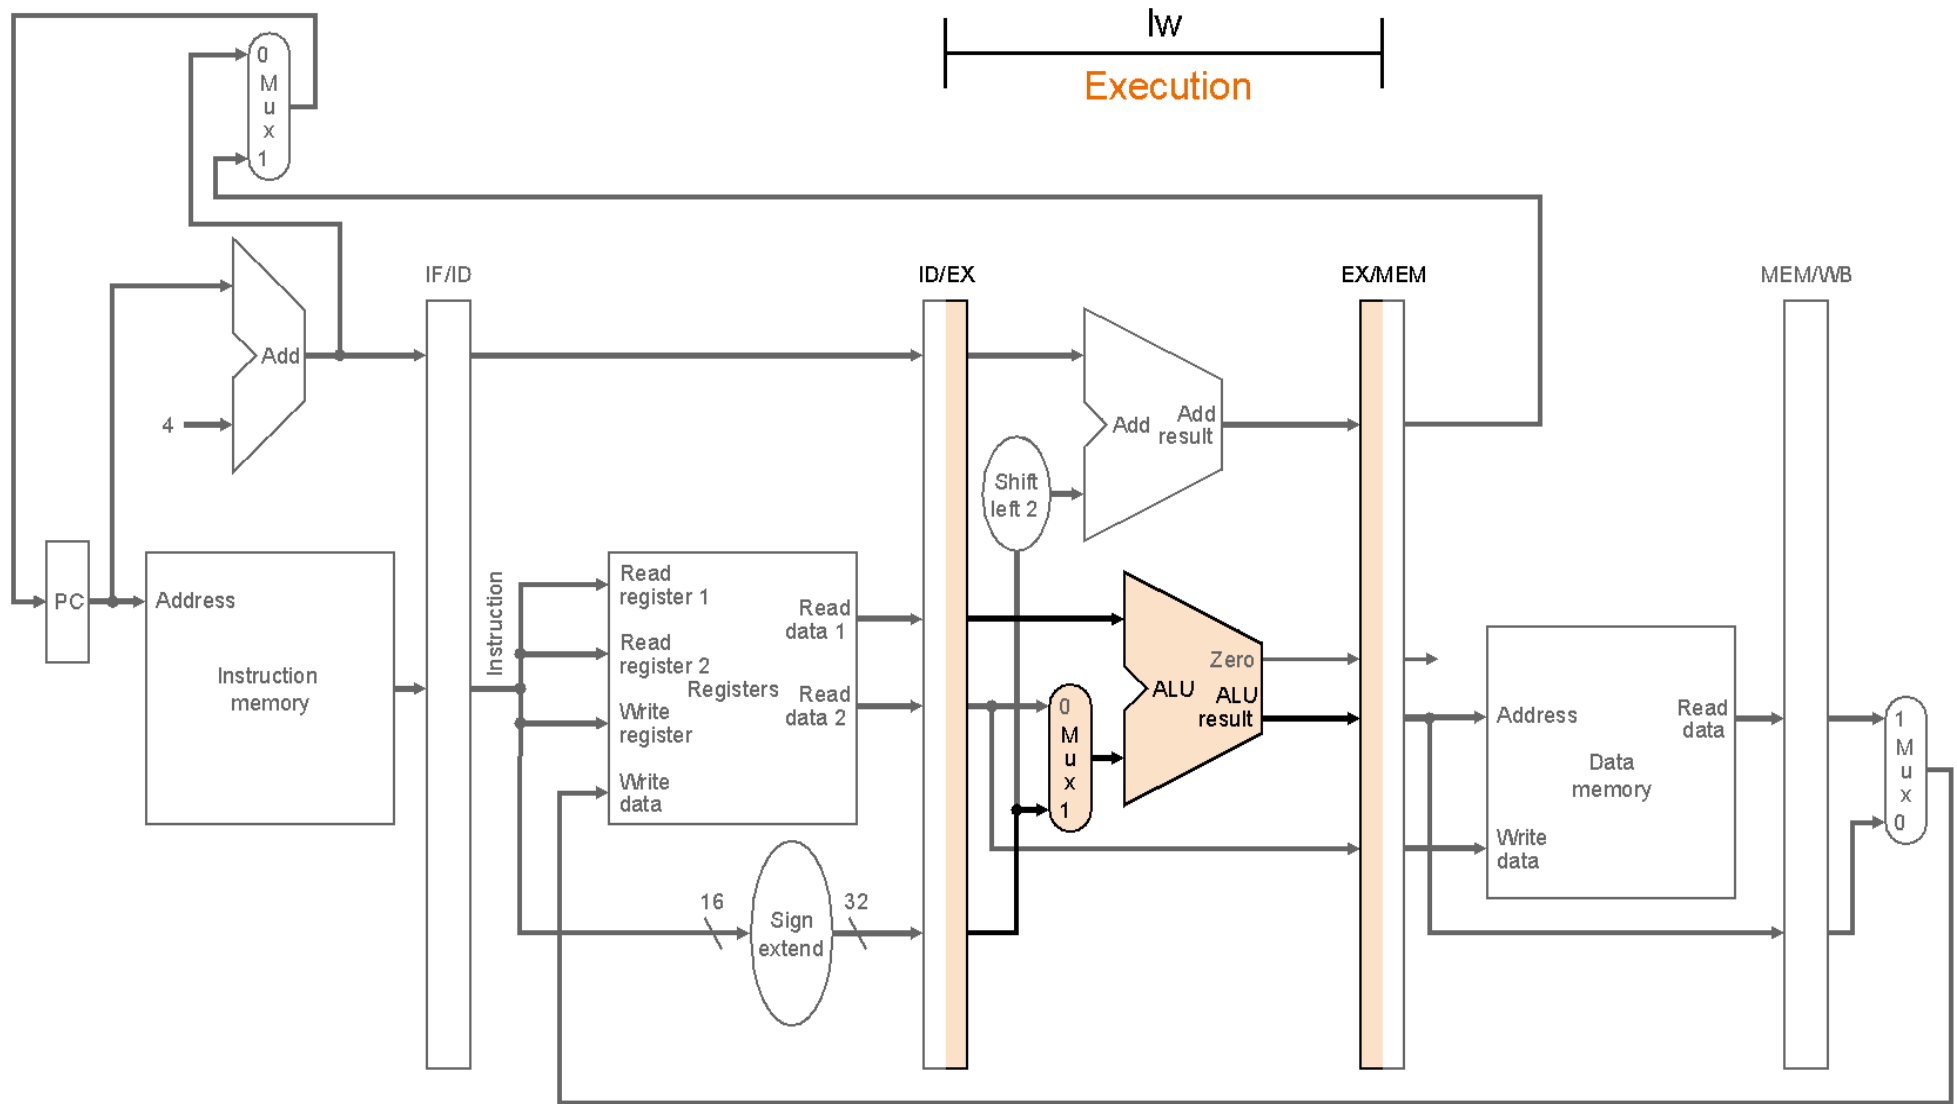 lw
Execution
0
M
u
x
1
IF/ID
ID/EX
EX/MEM
MEM/WB
Add
4
Add
Add
result
Shift
left 2
PC
Address
Instruction
memory
Instruction
Read
register 1
Read
register 2
Write
register
Write
data
Registers
Read
data 1
Read
data 2
16
Sign
extend
32
0
M
u
x
1
ALU
Zero
ALU
result
Address
Write
data
Data
memory
Read
data
1
M
u
x
0